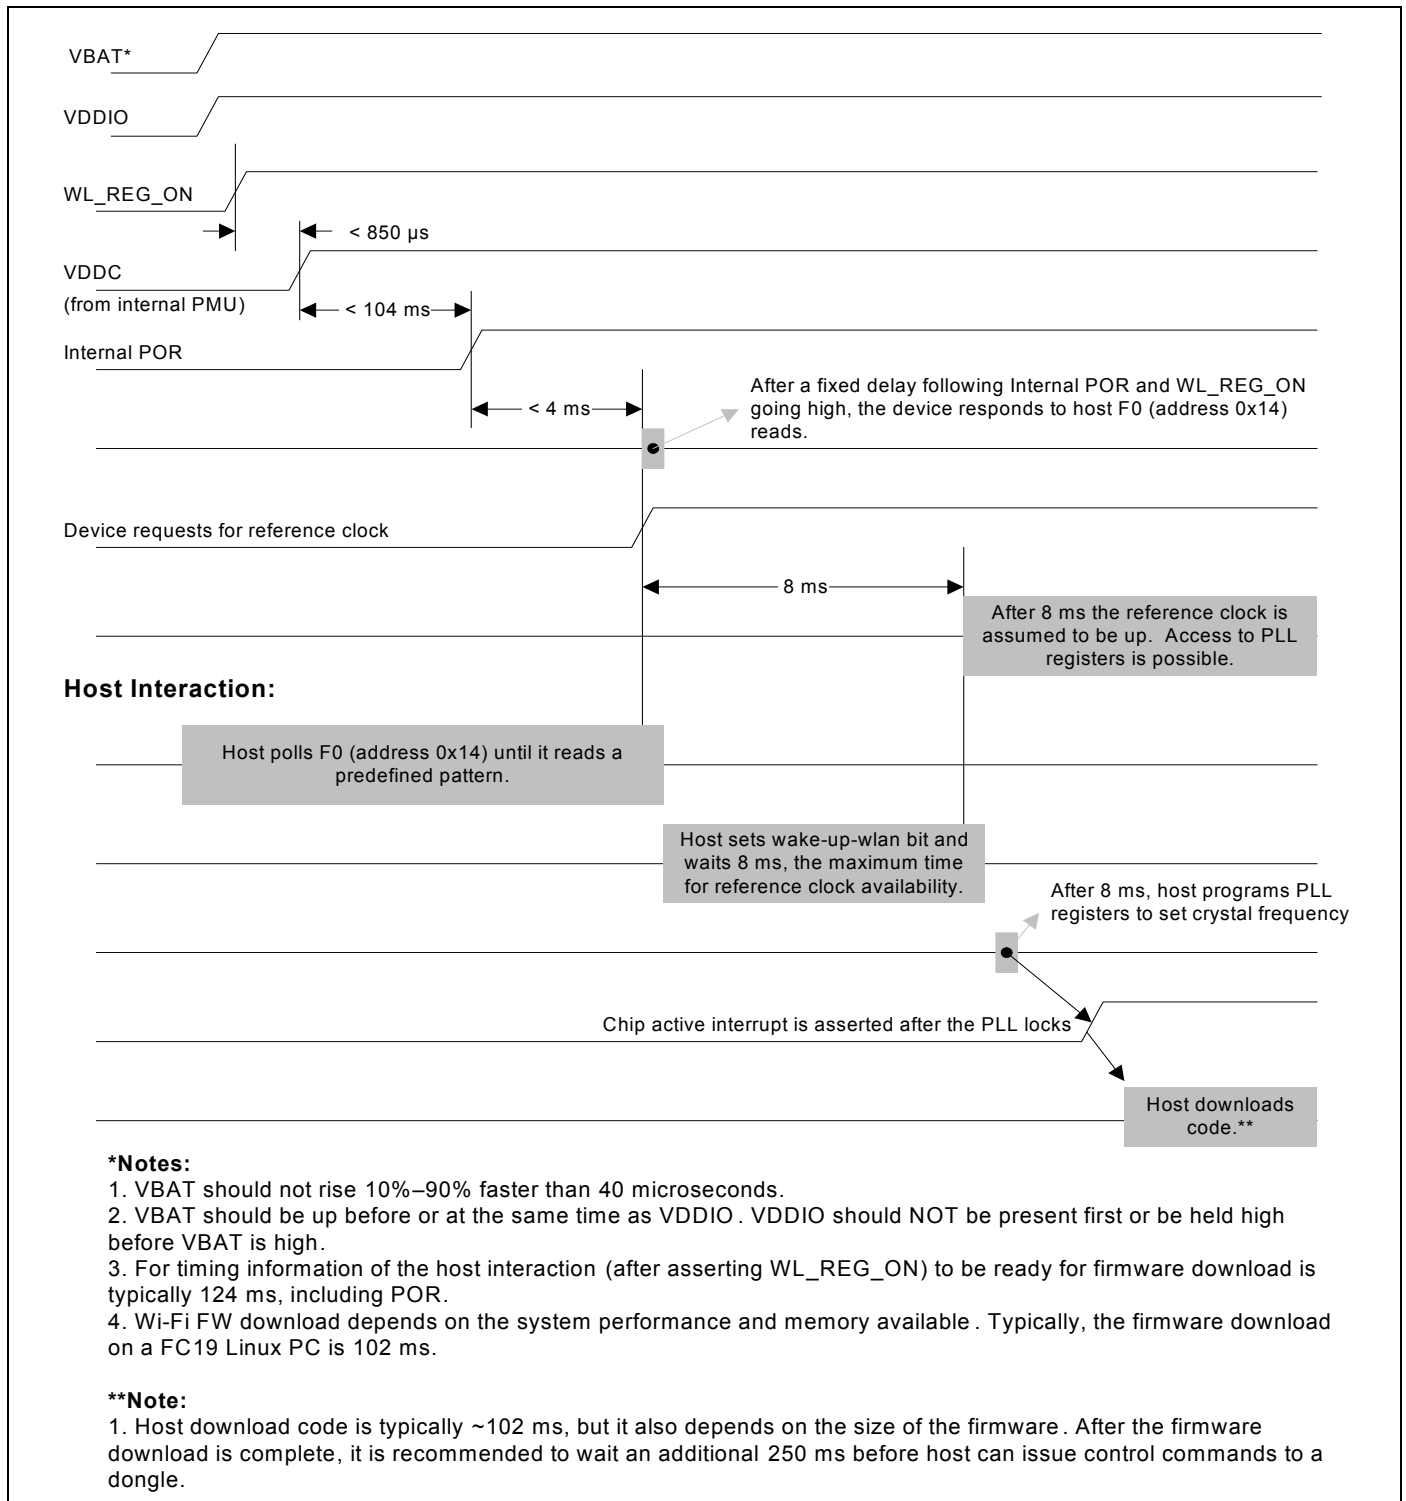 VBAT*
VDDIO
WL_REG_ON
< 850 µs
VDDC
(from internal PMU)
< 104 ms
Internal POR
After a fixed delay following Internal POR and WL_REG_ON
going high, the device responds to host F0 (address 0x14)
reads.
< 4 ms
Device requests for reference clock
8 ms
After 8 ms the reference clock is
assumed to be up. Access to PLL
registers is possible.
Host Interaction:
Host polls F0 (address 0x14) until it reads a
predefined pattern.
Host sets wake-up-wlan bit and
waits 8 ms, the maximum time
for reference clock availability.
After 8 ms, host programs PLL
registers to set crystal frequency
Chip active interrupt is asserted after the PLL locks
Host downloads
code.**
*Notes:
1. VBAT should not rise 10%–90% faster than 40 microseconds.
2. VBAT should be up before or at the same time as VDDIO. VDDIO should NOT be present first or be held high
before VBAT is high.
3. For timing information of the host interaction (after asserting WL_REG_ON) to be ready for firmware download is
typically 124 ms, including POR.
4. Wi-Fi FW download depends on the system performance and memory available. Typically, the firmware download
on a FC19 Linux PC is 102 ms.
**Note:
1. Host download code is typically ~102 ms, but it also depends on the size of the firmware. After the firmware
download is complete, it is recommended to wait an additional 250 ms before host can issue control commands to a
dongle.